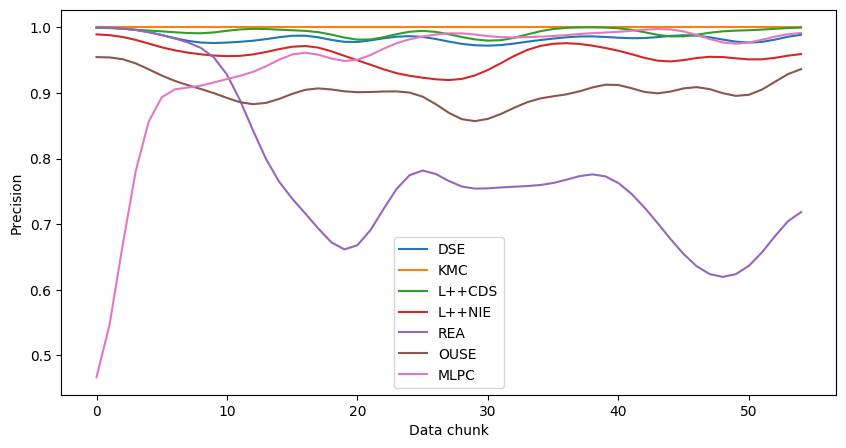 1.0
0.9
0.8
0.7
0.6
0.5
Precision
DSE
KMC
L++CDS
L++NIE
REA
OUSE
MLPC
0 10 20 30 40 50
Data chunk